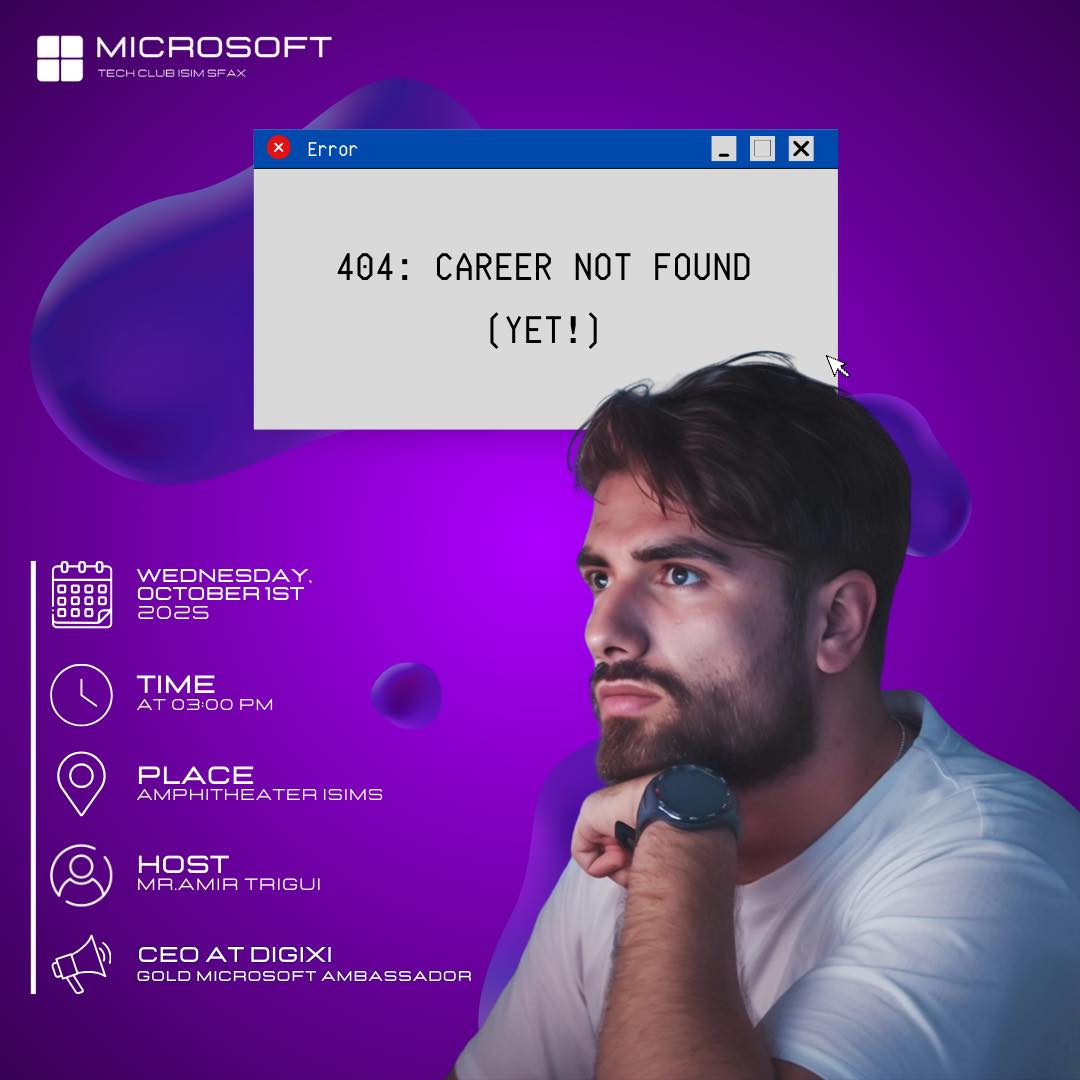 MICROSOFT
TECH CLUB ISIM SFAX
Error
404: CAREER NOT FOUND
(YET!)
WEDNESDAY,
OCTOBER 1ST
2025
TIME
AT 03:00 PM
PLACE
AMPHITHEATER ISIMS
HOST
MR.AMIR TRIGUI
CEO AT DIGIXI
GOLD MICROSOFT AMBASSADOR